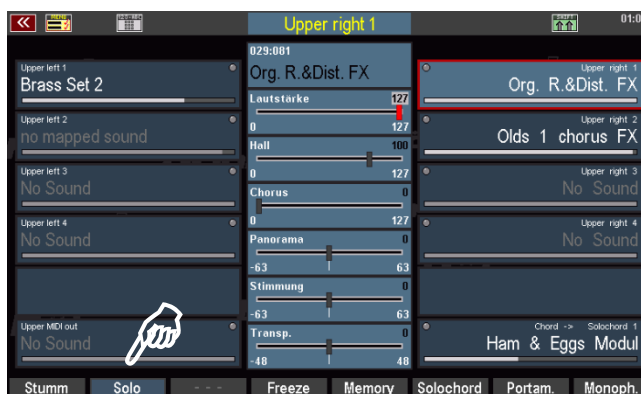 MENU
Upper right 1
SHIFT
01:0
029:081
Org. R.&Dist. FX
Upper left 1
Brass Set 2
Upper left 2
no mapped sound
Upper left 3
No Sound
Upper left 4
No Sound
Upper MIDI out
No Sound
Lautstärke 127
0 127
Hall 100
0 127
Chorus 0
0 127
Panorama 0
-63 63
Stimmung 0
-63 63
Transp. 0
-48 48
Upper right 1
Org. R.&Dist. FX
Upper right 2
Olds 1 chorus FX
Upper right 3
No Sound
Upper right 4
No Sound
Chord -> Solochord 1
Ham & Eggs Modul
Stumm Solo - - - Freeze Memory Solochord Portam. Monoph.